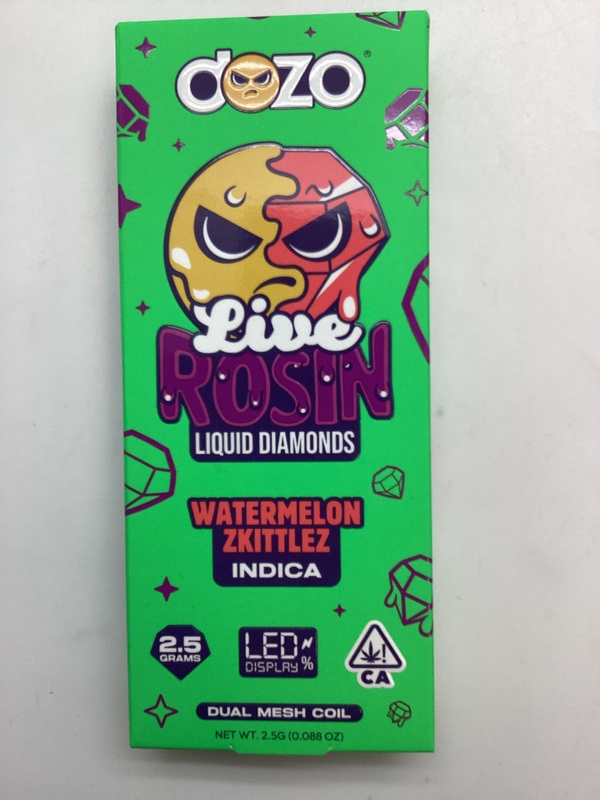 dozo®
Live
ROSIN
LIQUID DIAMONDS
WATERMELON
ZKITTLEZ
INDICA
2.5
GRAMS
LED
DISPLAY %
!
CA
DUAL MESH COIL
NET WT. 2.5G (0.088 OZ)